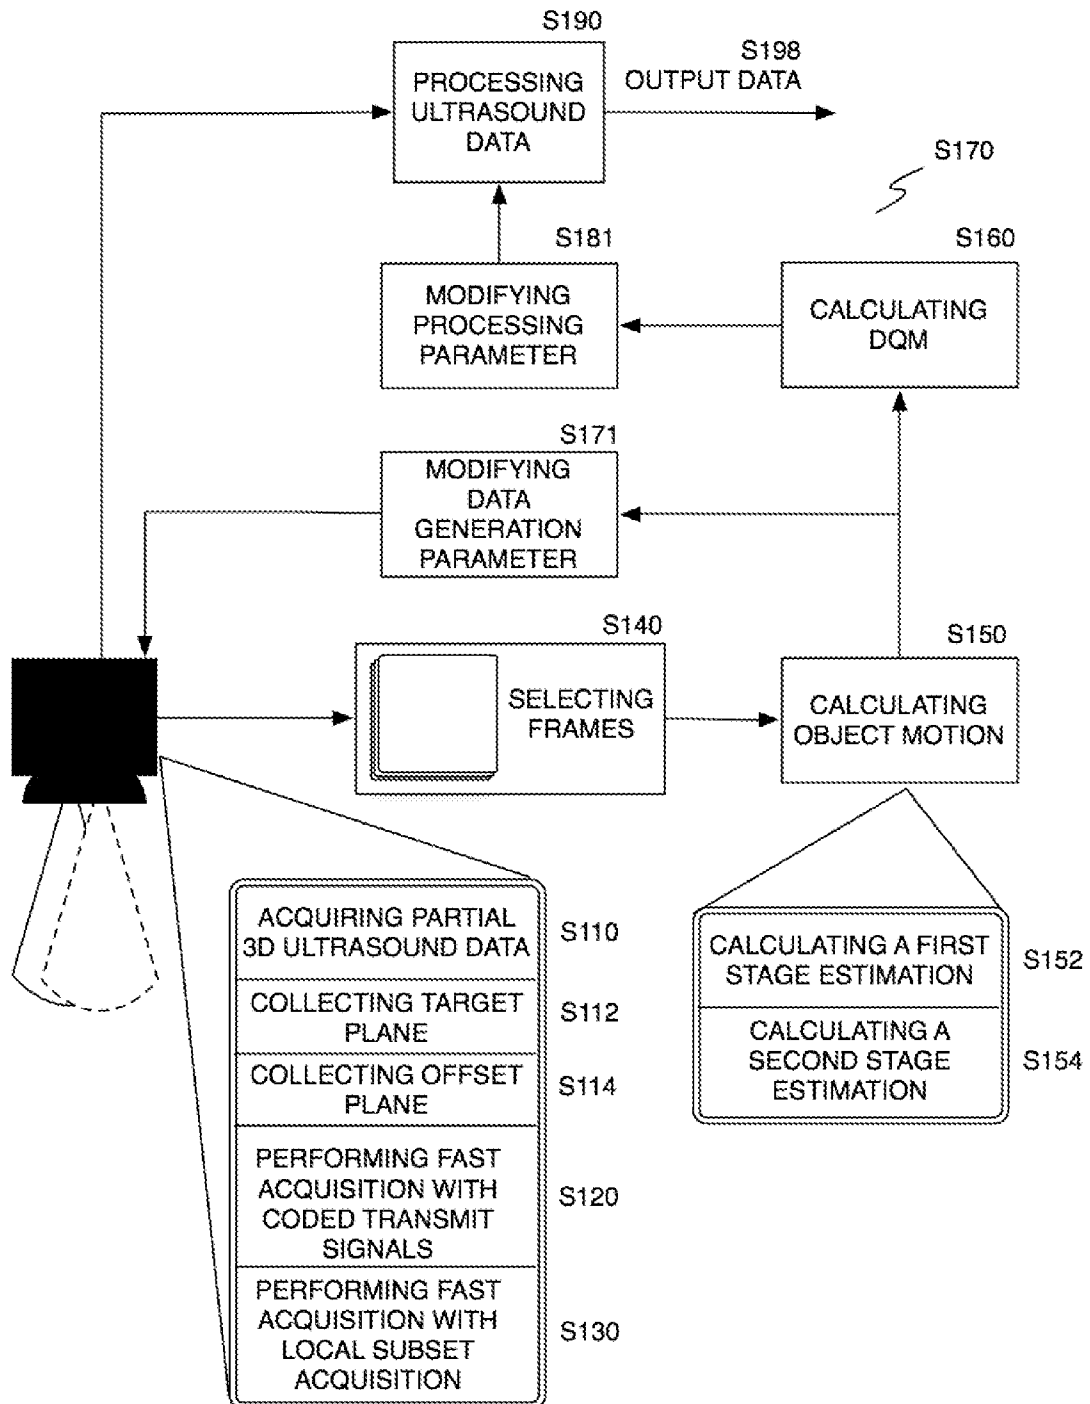 S190
PROCESSING
ULTRASOUND
DATA
S198
OUTPUT DATA
S170
S181
MODIFYING
PROCESSING
PARAMETER
S160
CALCULATING
DQM
S171
MODIFYING
DATA
GENERATION
PARAMETER
S140
SELECTING
FRAMES
S150
CALCULATING
OBJECT MOTION
ACQUIRING PARTIAL
3D ULTRASOUND DATA
S110
COLLECTING TARGET
PLANE
S112
COLLECTING OFFSET
PLANE
S114
PERFORMING FAST
ACQUISITION WITH
CODED TRANSMIT
SIGNALS
S120
PERFORMING FAST
ACQUISITION WITH
LOCAL SUBSET
ACQUISITION
S130
CALCULATING A FIRST
STAGE ESTIMATION
S152
CALCULATING A
SECOND STAGE
ESTIMATION
S154